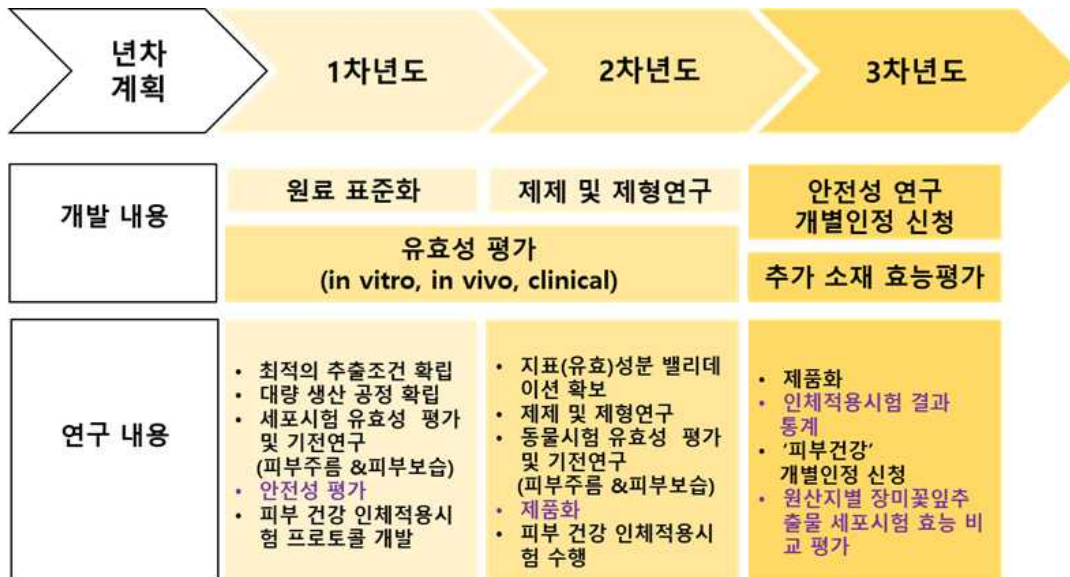 년차
계획
1차년도
2차년도
3차년도
개발 내용
원료 표준화
제제 및 제형연구
안전성 연구
개별인정 신청
유효성 평가
(in vitro, in vivo, clinical)
추가 소재 효능평가
연구 내용
• 최적의 추출조건 확립
• 대량 생산 공정 확립
• 세포시험 유효성 평가
및 기전연구
(피부주름 &피부보습)
• 안전성 평가
• 피부 건강 인체적용시
험 프로토콜 개발
• 지표(유효)성분 밸리데
이션 확보
• 제제 및 제형연구
• 동물시험 유효성 평가
및 기전연구
(피부주름 &피부보습)
• 제품화
• 피부 건강 인체적용시
험 수행
• 제품화
• 인체적용시험 결과
통계
• ‘피부건강’
개별인정 신청
• 원산지별 장미꽃잎추
출물 세포시험 효능 비
교 평가